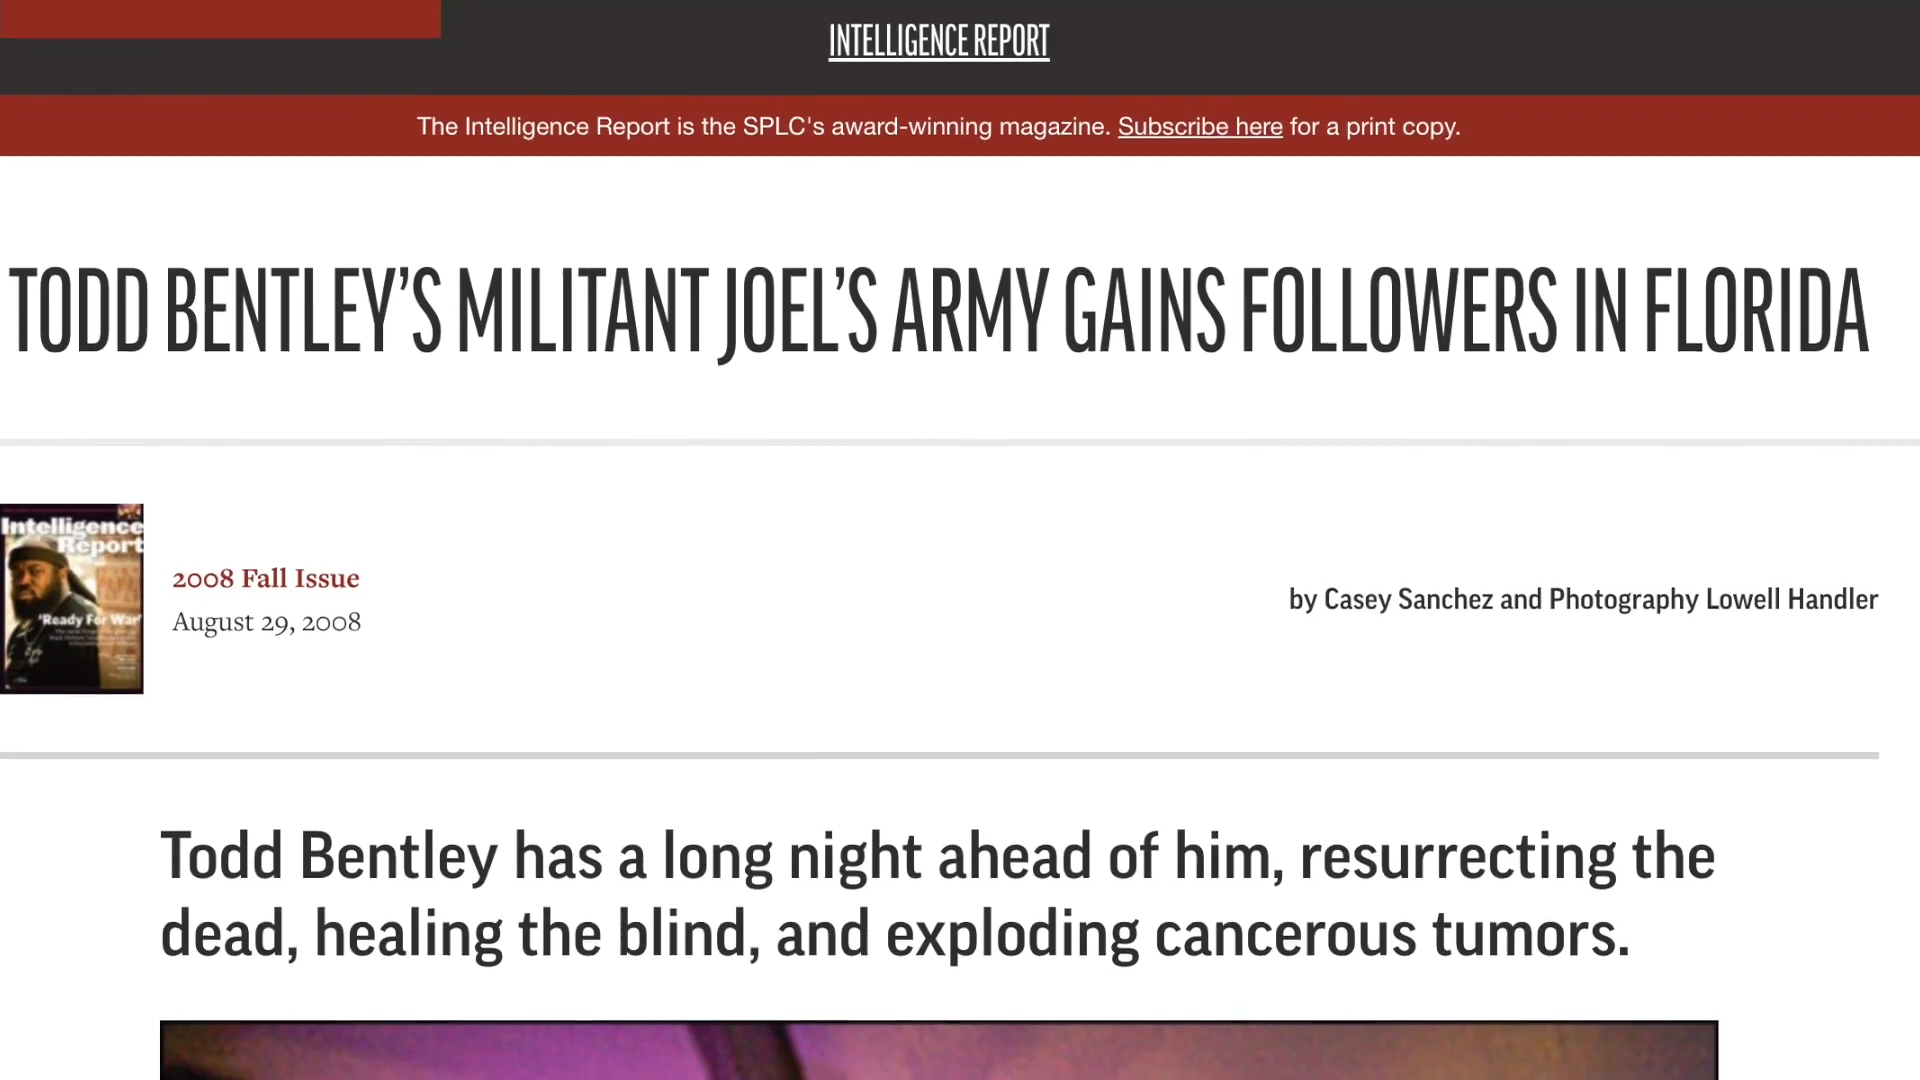 INTELLIGENCE REPORT
The Intelligence Report is the SPLC's award-winning magazine. Subscribe here for a print copy.
TODD BENTLEY’S MILITANT JOEL’S ARMY GAINS FOLLOWERS IN FLORIDA
Intelligence
Report
'Ready For War'
2008 Fall Issue
August 29, 2008
by Casey Sanchez and Photography Lowell Handler
Todd Bentley has a long night ahead of him, resurrecting the
dead, healing the blind, and exploding cancerous tumors.